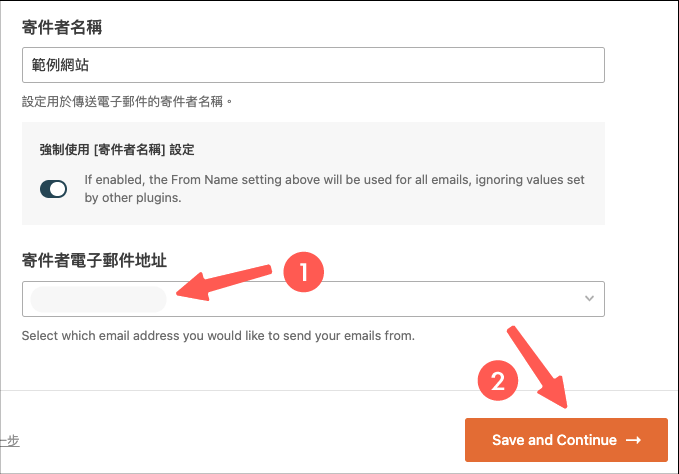 寄件者名稱
範例網站
設定用於傳送電子郵件的寄件者名稱。
強制使用 [寄件者名稱] 設定
If enabled, the From Name setting above will be used for all emails, ignoring values set
by other plugins.
寄件者電子郵件地址
1
Select which email address you would like to send your emails from.
2
一步
Save and Continue →